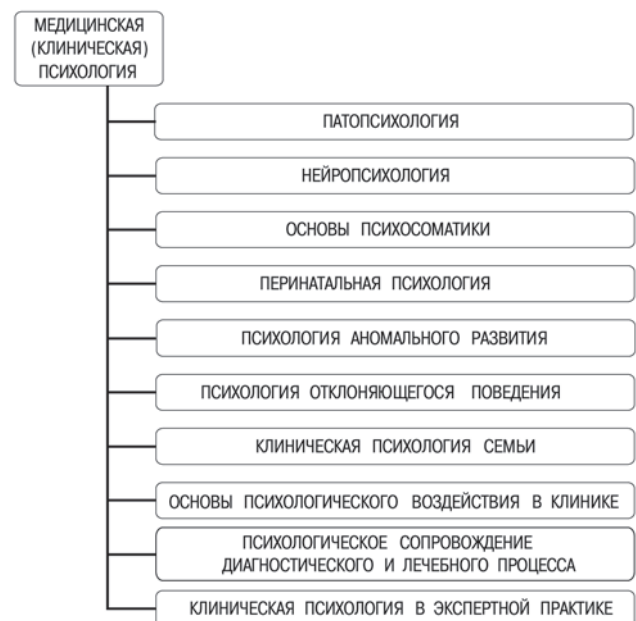 МЕДИЦИНСКАЯ
(КЛИНИЧЕСКАЯ)
ПСИХОЛОГИЯ
ПАТОПСИХОЛОГИЯ
НЕЙРОПСИХОЛОГИЯ
ОСНОВЫ ПСИХОСОМАТИКИ
ПЕРИНАТАЛЬНАЯ ПСИХОЛОГИЯ
ПСИХОЛОГИЯ АНОМАЛЬНОГО РАЗВИТИЯ
ПСИХОЛОГИЯ ОТКЛОНЯЮЩЕГОСЯ ПОВЕДЕНИЯ
КЛИНИЧЕСКАЯ ПСИХОЛОГИЯ СЕМЬИ
ОСНОВЫ ПСИХОЛОГИЧЕСКОГО ВОЗДЕЙСТВИЯ В КЛИНИКЕ
ПСИХОЛОГИЧЕСКОЕ СОПРОВОЖДЕНИЕ
ДИАГНОСТИЧЕСКОГО И ЛЕЧЕБНОГО ПРОЦЕССА
КЛИНИЧЕСКАЯ ПСИХОЛОГИЯ В ЭКСПЕРТНОЙ ПРАКТИКЕ